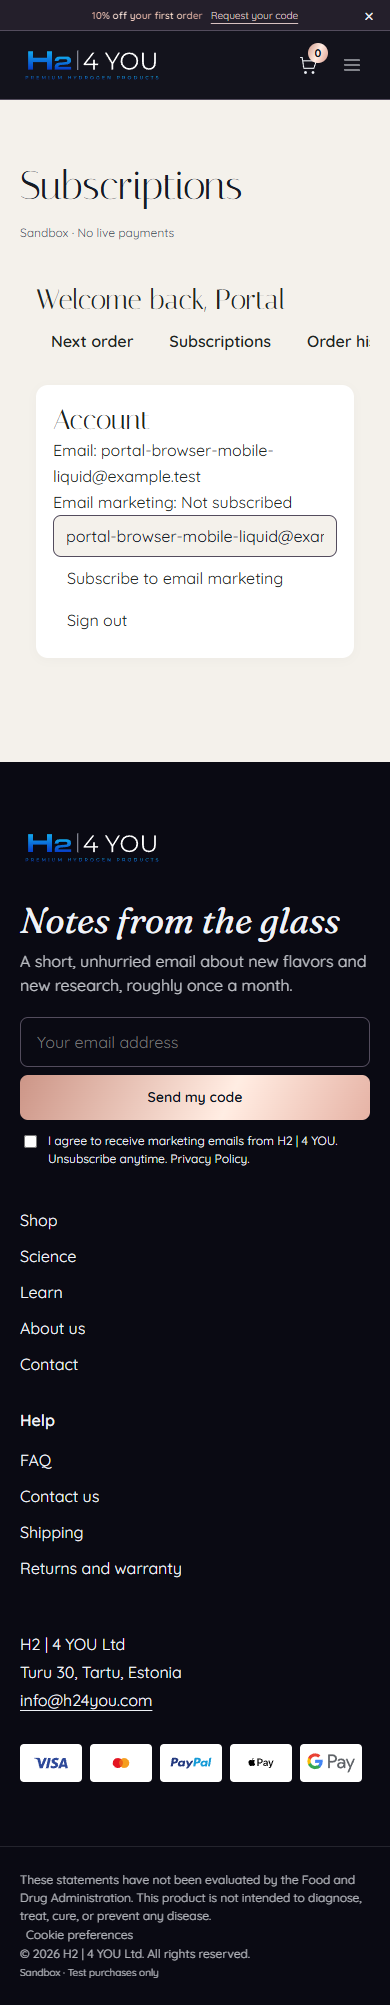 10% off your first order Request your code ×
H2 | 4 YOU
PREMIUM HYDROGEN PRODUCTS
0
Subscriptions
Sandbox · No live payments
Welcome back, Portal
Next order Subscriptions Order his
Account
Email: portal-browser-mobile-
liquid@example.test
Email marketing: Not subscribed
portal-browser-mobile-liquid@exar
Subscribe to email marketing
Sign out
H2 | 4 YOU
PREMIUM HYDROGEN PRODUCTS
Notes from the glass
A short, unhurried email about new flavors and
new research, roughly once a month.
Your email address
Send my code
I agree to receive marketing emails from H2 | 4 YOU.
Unsubscribe anytime. Privacy Policy.
Shop
Science
Learn
About us
Contact
Help
FAQ
Contact us
Shipping
Returns and warranty
H2 | 4 YOU Ltd
Turu 30, Tartu, Estonia
info@h24you.com
VISA PayPal Pay G Pay
These statements have not been evaluated by the Food and
Drug Administration. This product is not intended to diagnose,
treat, cure, or prevent any disease.
Cookie preferences
© 2026 H2 | 4 YOU Ltd. All rights reserved.
Sandbox · Test purchases only